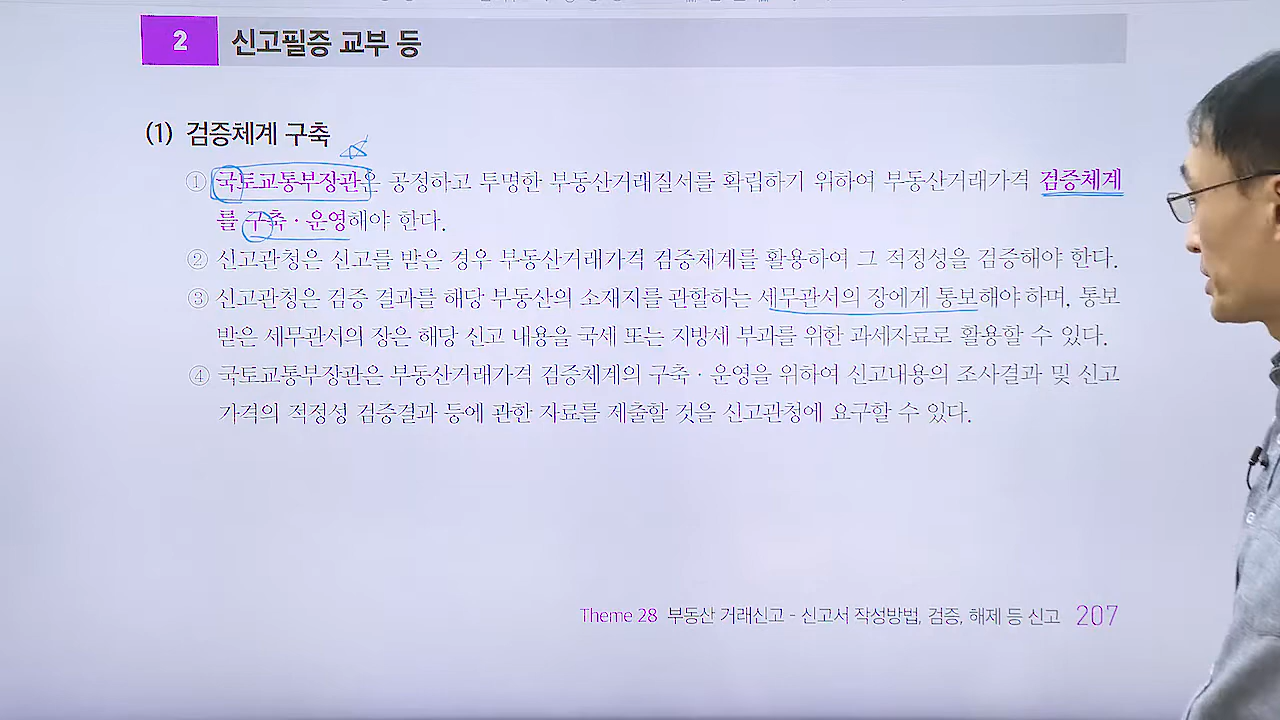 2 신고필증 교부 등
(1) 검증체계 구축
① 국토교통부장관은 공정하고 투명한 부동산거래질서를 확립하기 위하여 부동산거래가격 검증체계
를 구축·운영해야 한다.
② 신고관청은 신고를 받은 경우 부동산거래가격 검증체계를 활용하여 그 적정성을 검증해야 한다.
③ 신고관청은 검증 결과를 해당 부동산의 소재지를 관할하는 세무관서의 장에게 통보해야 하며, 통보
받은 세무관서의 장은 해당 신고 내용을 국세 또는 지방세 부과를 위한 과세자료로 활용할 수 있다.
④ 국토교통부장관은 부동산거래가격 검증체계의 구축·운영을 위하여 신고내용의 조사결과 및 신고
가격의 적정성 검증결과 등에 관한 자료를 제출할 것을 신고관청에 요구할 수 있다.
Theme 28 부동산 거래신고 - 신고서 작성방법, 검증, 해제 등 신고 207